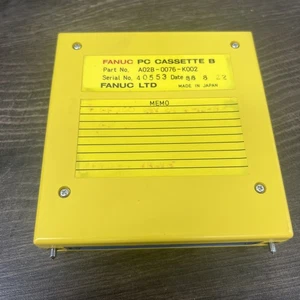 FANUC PC CASSETTE B
Part No. A02B-0076-K002
Serial No. 40553 Date 88 8
FANUC LTD MADE IN JAPAN
MEMO